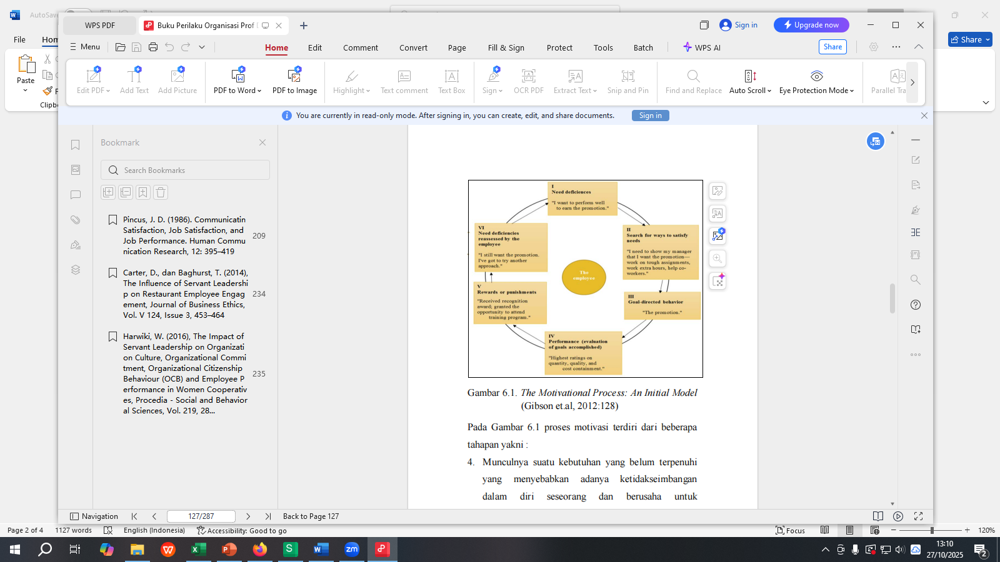 AutoSave
File
Hom
Share
Paste
Clipbo
WPS PDF
Buku Perilaku Organisasi Prof
Sign in
Upgrade now
Menu
Home
Edit
Comment
Convert
Page
Fill & Sign
Protect
Tools
Batch
WPS AI
Share
Edit PDF
Add Text
Add Picture
PDF to Word
PDF to Image
Highlight
Text comment
Text Box
Sign
OCR PDF
Extract Text
Snip and Pin
Find and Replace
Auto Scroll
Eye Protection Mode
Parallel Tra
You are currently in read-only mode. After signing in, you can create, edit, and share documents.
Sign in
Bookmark
Search Bookmarks
Pincus, J. D. (1986). Communicatin
Satisfaction, Job Satisfaction, and
Job Performance. Human Commu
nication Research, 12: 395–419
209
Carter, D., dan Baghurst, T. (2014),
The Influence of Servant Leadershi
p on Restaurant Employee Engag
ement, Journal of Business Ethics,
Vol. V 124, Issue 3, 453–464
234
Harwiki, W. (2016), The Impact of
Servant Leadership on Organizati
on Culture, Organizational Commi
tment, Organizational Citizenship
Behaviour (OCB) and Employee P
erformance in Women Cooperativ
es, Procedia - Social and Behavior
al Sciences, Vol. 219, 28...
235
I
Need deficiences
"I want to perform well
to earn the promotion."
II
Search for ways to satisfy
needs
"I need to show my manager
that I want the promotion—
work on tough assignments,
work extra hours, help co-
workers."
III
Goal-directed behavior
"The promotion."
IV
Performance (evaluation
of goals accomplished)
"Highest ratings on
quantity, quality, and
cost containment."
V
Rewards or punishments
"Received recognition
award; granted the
opportunity to attend
training program."
VI
Need deficiencies
reassessed by the
employee
"I still want the promotion.
I've got to try another
approach."
The
employee
Gambar 6.1. The Motivational Process: An Initial Model
(Gibson et.al, 2012:128)
Pada Gambar 6.1 proses motivasi terdiri dari beberapa
tahapan yakni :
4. Munculnya suatu kebutuhan yang belum terpenuhi
yang menyebabkan adanya ketidakseimbangan
dalam diri seseorang dan berusaha untuk
Navigation
127/287
Back to Page 127
Page 2 of 4
1127 words
English (Indonesia)
Accessibility: Good to go
Focus
120%
13:10
27/10/2025
2